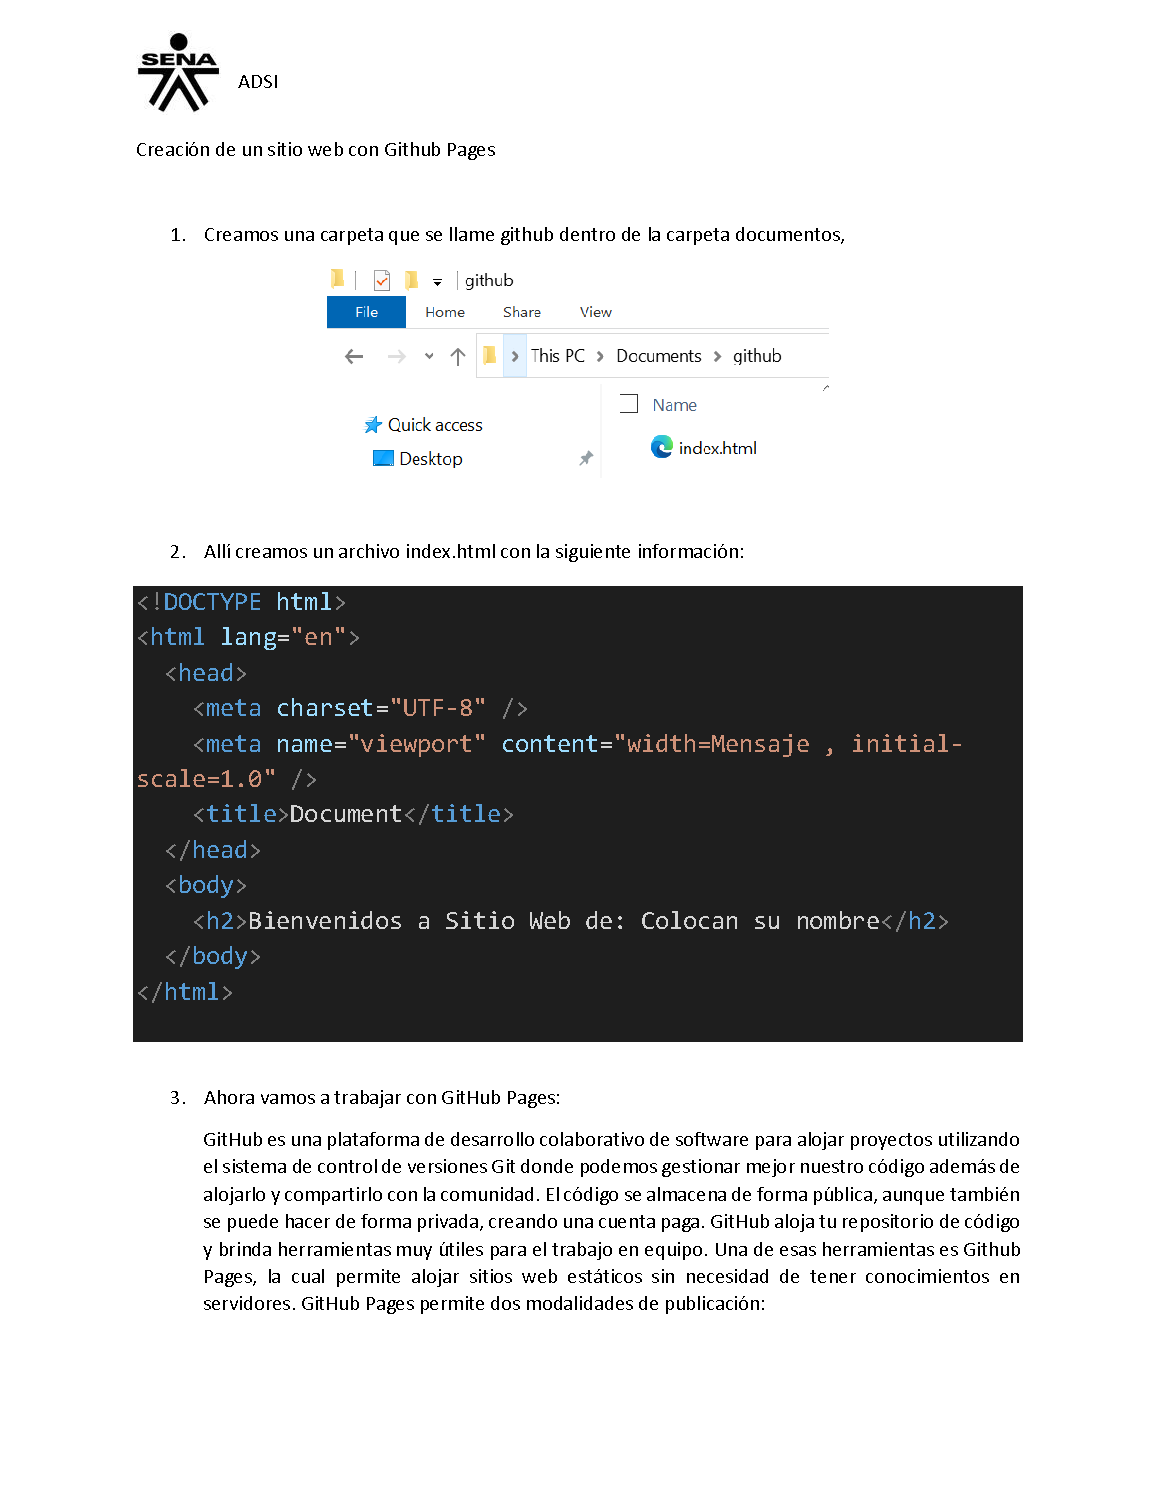 SENA
ADSI
Creación de un sitio web con Github Pages
1. Creamos una carpeta que se llame github dentro de la carpeta documentos,
github
File Home Share View
This PC > Documents > github
Name
Quick access
index.html
Desktop
2. Allí creamos un archivo index.html con la siguiente información:
<!DOCTYPE html>
<html lang="en">
<head>
<meta charset="UTF-8" />
<meta name="viewport" content="width=Mensaje , initial-
scale=1.0" />
<title>Document</title>
</head>
<body>
<h2>Bienvenidos a Sitio Web de: Colocan su nombre</h2>
</body>
</html>
3. Ahora vamos a trabajar con GitHub Pages:
GitHub es una plataforma de desarrollo colaborativo de software para alojar proyectos utilizando
el sistema de control de versiones Git donde podemos gestionar mejor nuestro código además de
alojarlo y compartirlo con la comunidad. El código se almacena de forma pública, aunque también
se puede hacer de forma privada, creando una cuenta paga. GitHub aloja tu repositorio de código
y brinda herramientas muy útiles para el trabajo en equipo. Una de esas herramientas es Github
Pages, la cual permite alojar sitios web estáticos sin necesidad de tener conocimientos en
servidores. GitHub Pages permite dos modalidades de publicación: